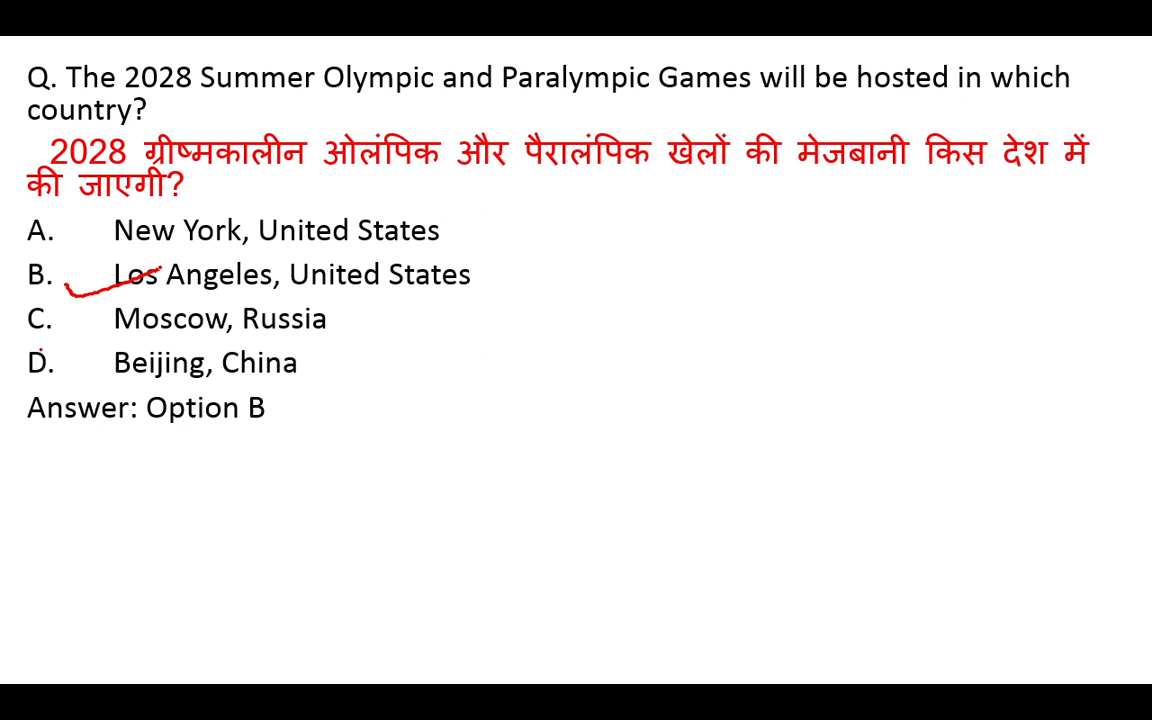 Q. The 2028 Summer Olympic and Paralympic Games will be hosted in which
country?
2028 ग्रीष्मकालीन ओलंपिक और पैरालंपिक खेलों की मेजबानी किस देश में
की जाएगी?
A. New York, United States
B. Los Angeles, United States
C. Moscow, Russia
D. Beijing, China
Answer: Option B